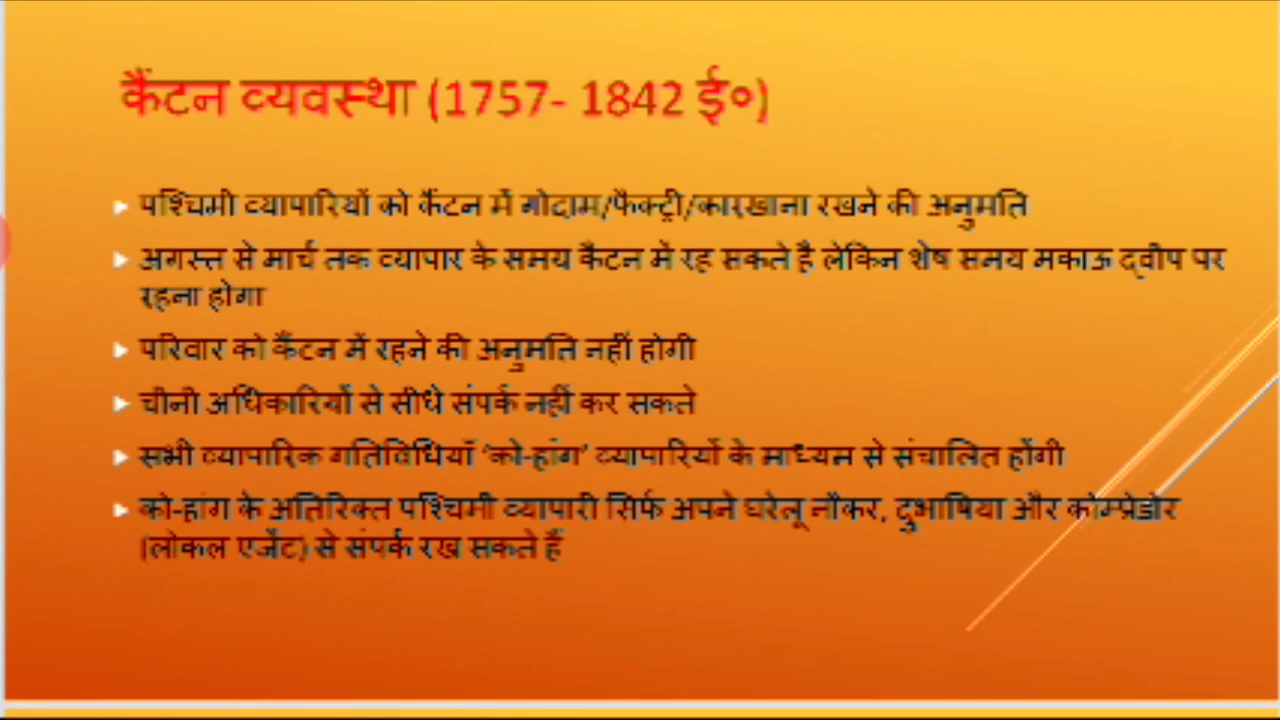 कैंटन व्यवस्था (1757- 1842 ई०)
पश्चिमी व्यापारियों को कैंटन में गोदाम/फैक्ट्री/कारखाना रखने की अनुमति
अगस्त से मार्च तक व्यापार के समय कैंटन में रह सकते है लेकिन शेष समय मकाऊ द्वीप पर
रहना होगा
परिवार को कैंटन में रहने की अनुमति नहीं होगी
चीनी अधिकारियों से सीधे संपर्क नहीं कर सकते
सभी व्यापारिक गतिविधियाँ 'को-हांग' व्यापारियों के माध्यम से संचालित होंगी
को-हांग के अतिरिक्त पश्चिमी व्यापारी सिर्फ अपने घरेलू नौकर, दुभाषिया और कोम्प्रेडोर
(लोकल एजेंट) से संपर्क रख सकते हैं